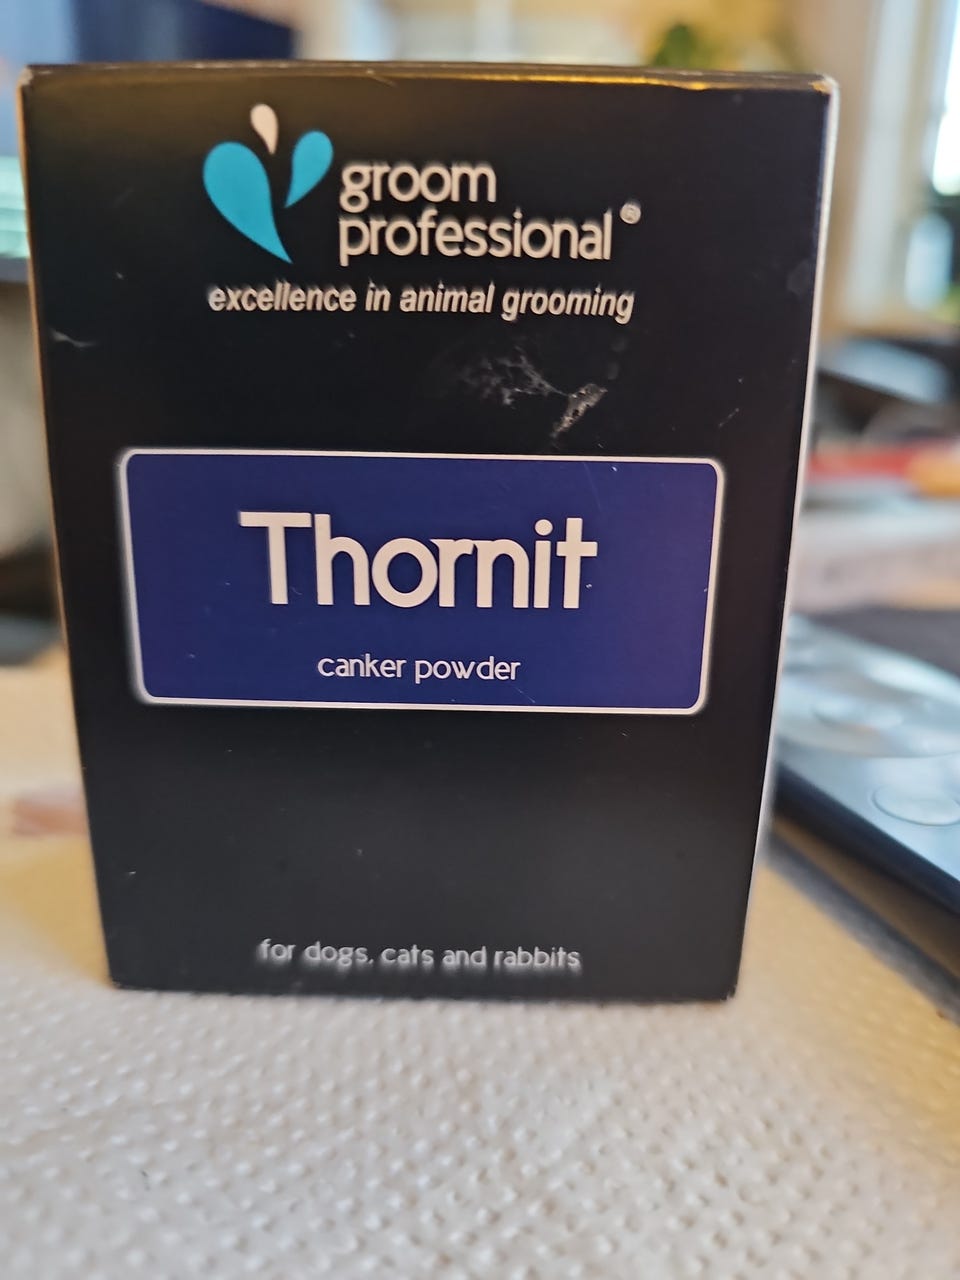 groom
professional®
excellence in animal grooming
Thornit
canker powder
for dogs, cats and rabbits